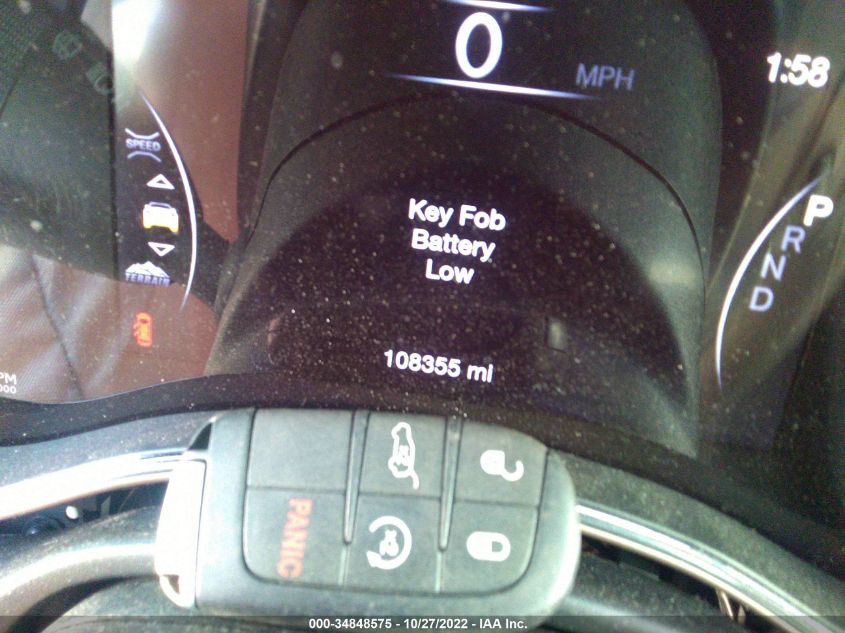 0
MPH
1:58
SPEED
TERRAIN
Key Fob
Battery
Low
P
R
N
D
108355 mi
PANIC
000-34848575 - 10/27/2022 - IAA Inc.